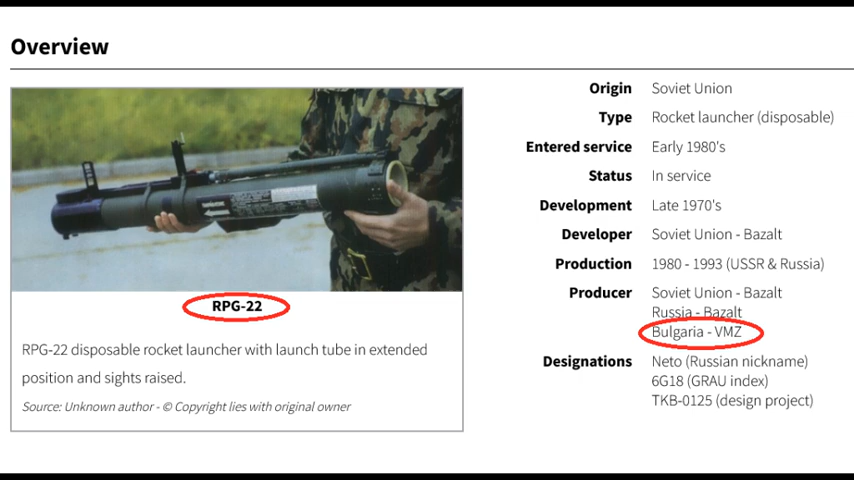 Overview
RPG-22
RPG-22 disposable rocket launcher with launch tube in extended
position and sights raised.
Source: Unknown author - © Copyright lies with original owner
Origin Soviet Union
Type Rocket launcher (disposable)
Entered service Early 1980's
Status In service
Development Late 1970's
Developer Soviet Union - Bazalt
Production 1980 - 1993 (USSR & Russia)
Producer Soviet Union - Bazalt
Russia - Bazalt
Bulgaria - VMZ
Designations Neto (Russian nickname)
6G18 (GRAU index)
TKB-0125 (design project)